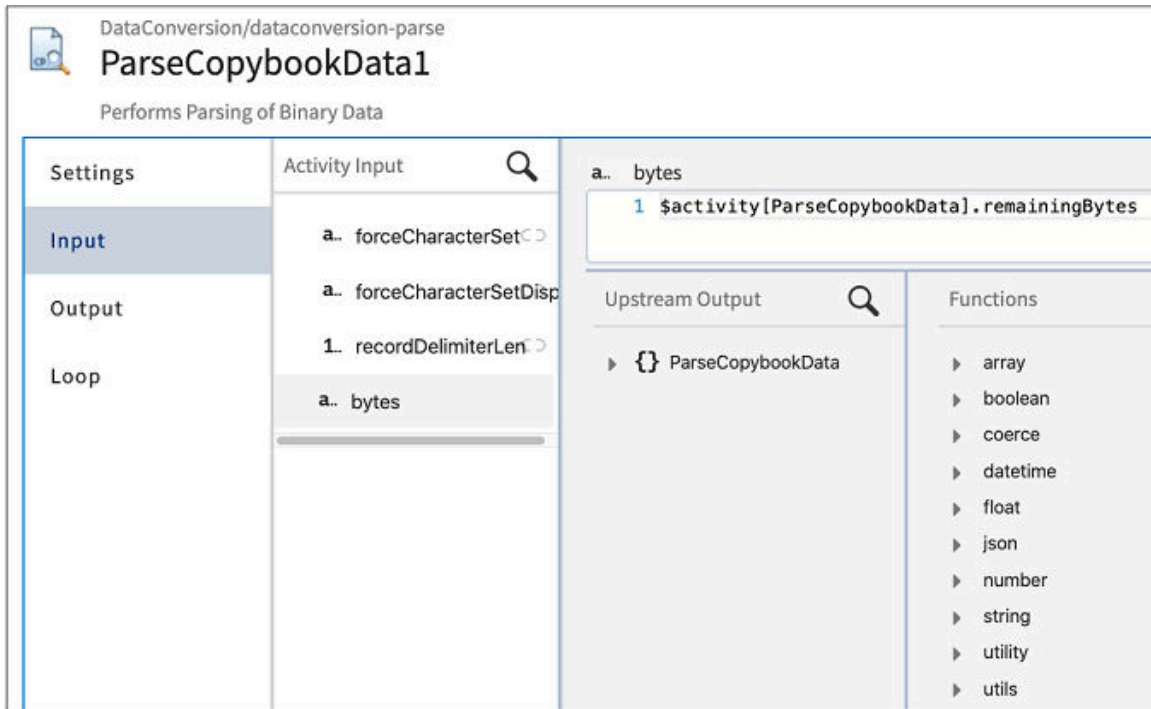 DataConversion/dataconversion-parse
ParseCopybookData1
Performs Parsing of Binary Data
Settings
Input
Output
Loop
Activity Input
a.. forceCharacterSet
a.. forceCharacterSetDisp
1.. recordDelimiterLen
a.. bytes
a.. bytes
1 $activity[ParseCopybookData].remainingBytes
Upstream Output
{} ParseCopybookData
Functions
array
boolean
coerce
datetime
float
json
number
string
utility
utils